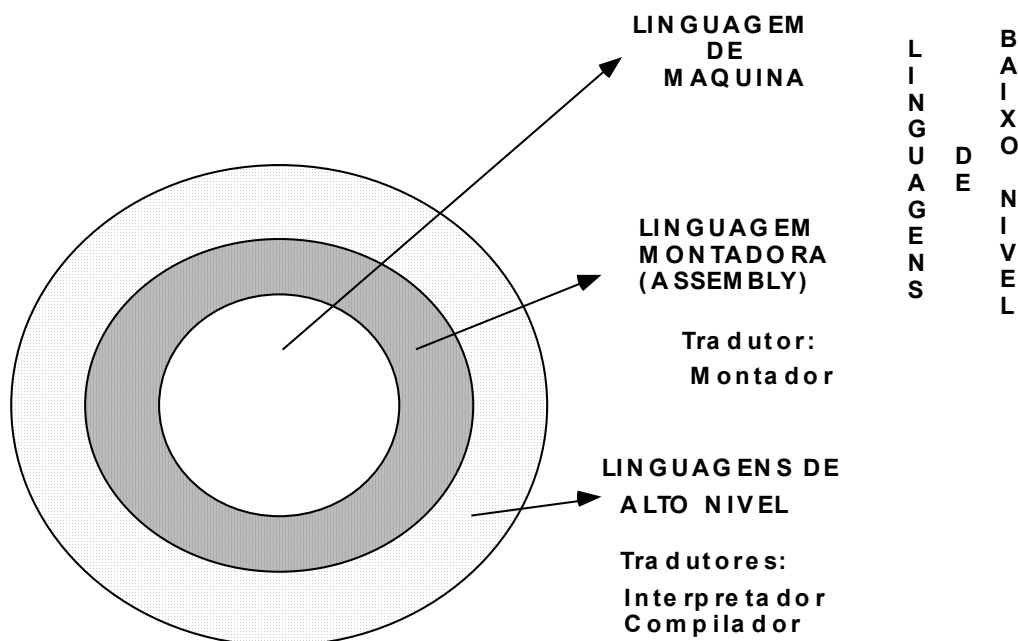 LINGUAGEM
DE
MAQUINA
LINGUAGENS
DE
BAIXO NIVEL
LINGUAGEM
MONTADORA
(ASSEMBLY)
Tradutor:
Montador
LINGUAGENS DE
ALTO NIVEL
Tradutores:
Interpretador
Compilador